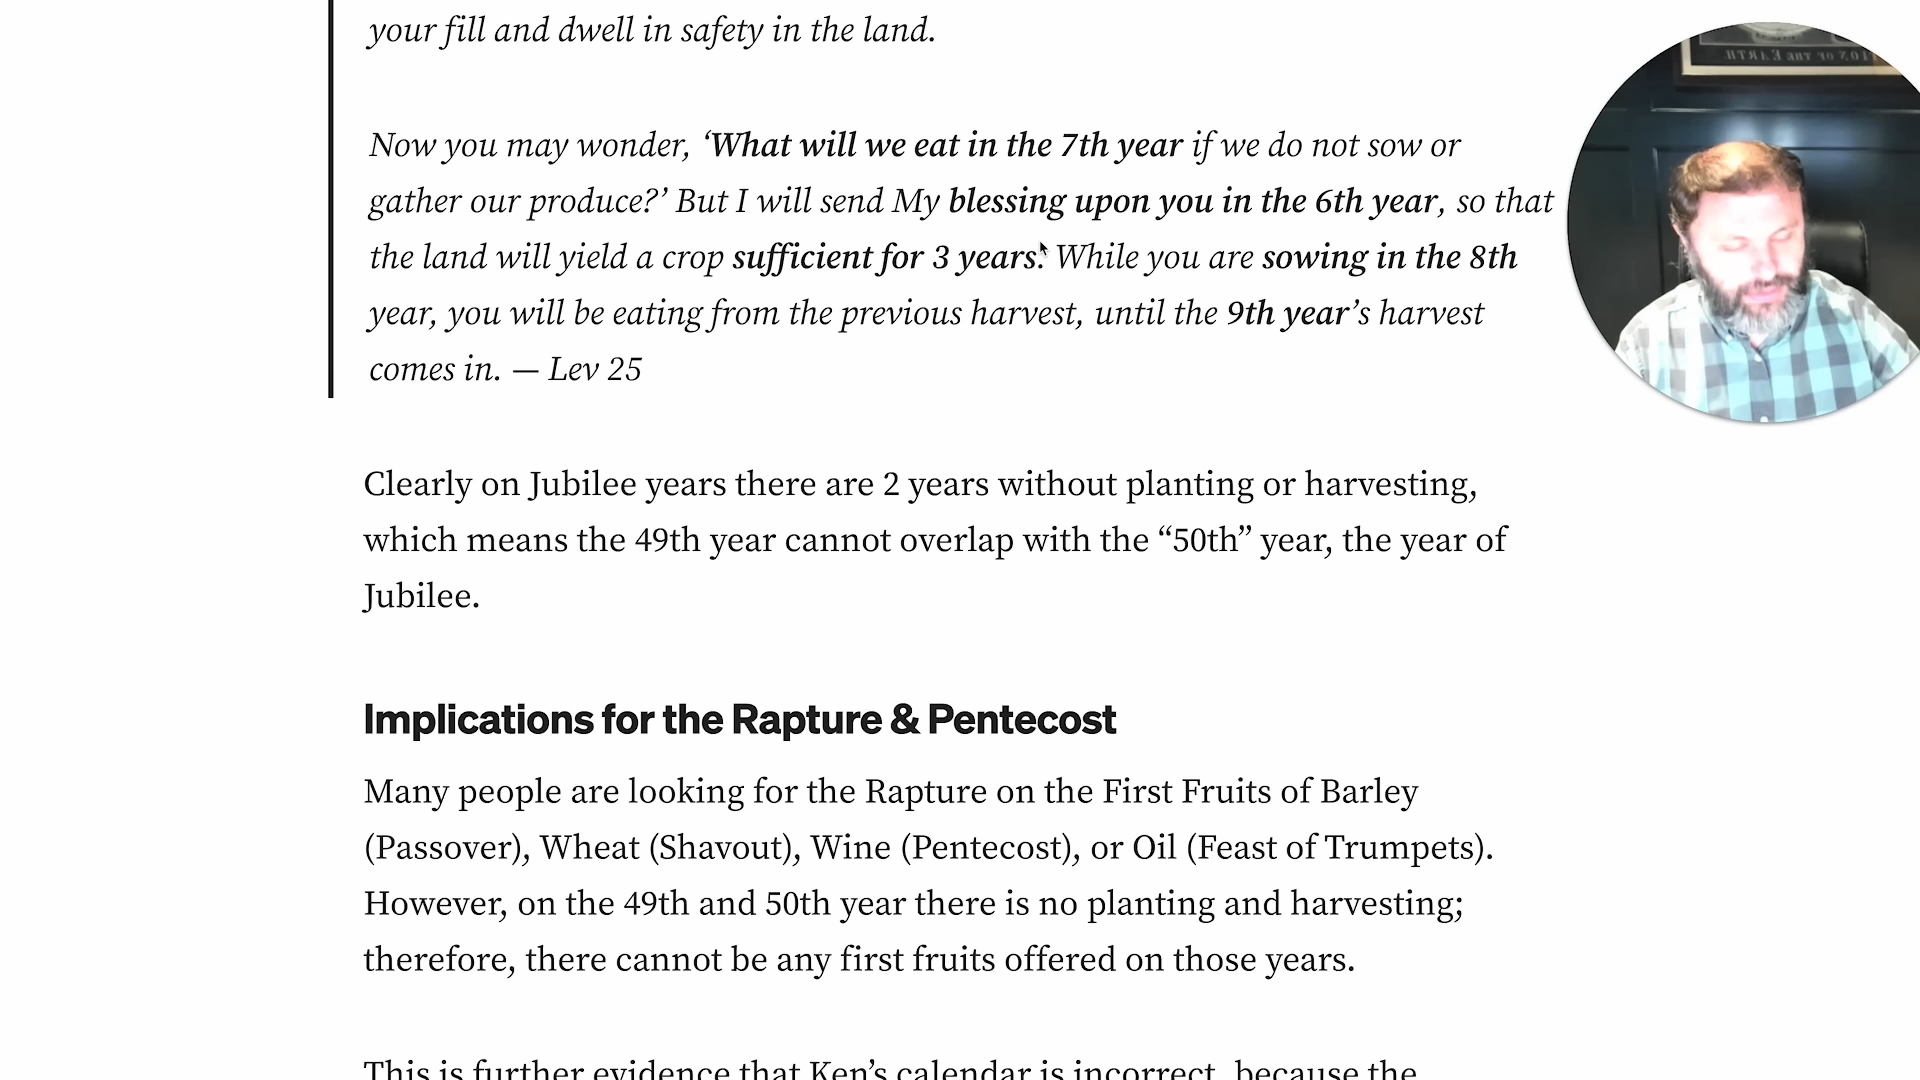 your fill and dwell in safety in the land.
Now you may wonder, ‘What will we eat in the 7th year if we do not sow or
gather our produce?’ But I will send My blessing upon you in the 6th year, so that
the land will yield a crop sufficient for 3 years. While you are sowing in the 8th
year, you will be eating from the previous harvest, until the 9th year’s harvest
comes in. — Lev 25
Clearly on Jubilee years there are 2 years without planting or harvesting,
which means the 49th year cannot overlap with the “50th” year, the year of
Jubilee.
Implications for the Rapture & Pentecost
Many people are looking for the Rapture on the First Fruits of Barley
(Passover), Wheat (Shavout), Wine (Pentecost), or Oil (Feast of Trumpets).
However, on the 49th and 50th year there is no planting and harvesting;
therefore, there cannot be any first fruits offered on those years.
This is further evidence that Ken’s calendar is incorrect, because the